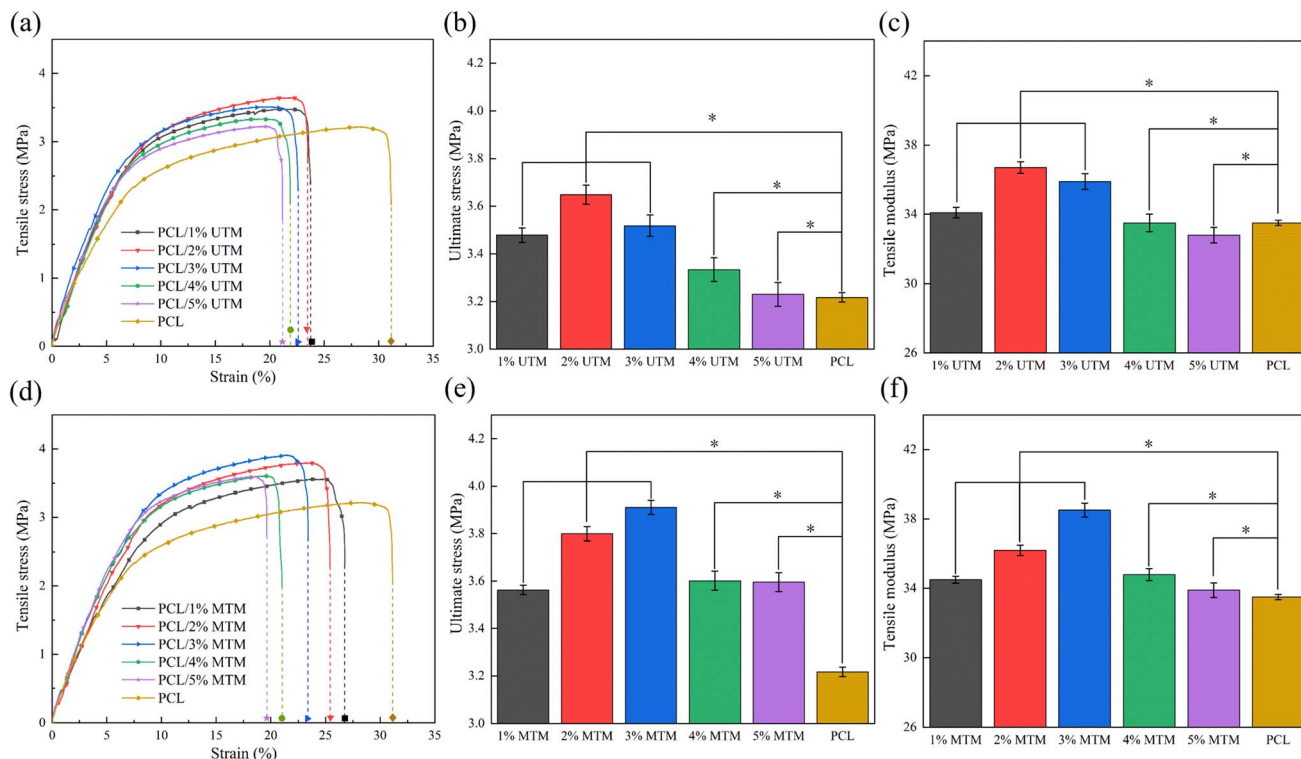 (a)
Tensile stress (MPa)
4
3
2
1
0
PCL/1% UTM
PCL/2% UTM
PCL/3% UTM
PCL/4% UTM
PCL/5% UTM
PCL
0 5 10 15 20 25 30 35
Strain (%)
(b)
Ultimate stress (MPa)
4.2
4.0
3.8
3.6
3.4
3.2
3.0
*
*
*
1% UTM 2% UTM 3% UTM 4% UTM 5% UTM PCL
(c)
Tensile modulus (MPa)
42
38
34
30
26
*
*
*
1% UTM 2% UTM 3% UTM 4% UTM 5% UTM PCL
(d)
Tensile stress (MPa)
4
3
2
1
0
PCL/1% MTM
PCL/2% MTM
PCL/3% MTM
PCL/4% MTM
PCL/5% MTM
PCL
0 5 10 15 20 25 30 35
Strain (%)
(e)
Ultimate stress (MPa)
4.2
4.0
3.8
3.6
3.4
3.2
3.0
*
*
*
1% MTM 2% MTM 3% MTM 4% MTM 5% MTM PCL
(f)
Tensile modulus (MPa)
42
38
34
30
26
*
*
*
1% MTM 2% MTM 3% MTM 4% MTM 5% MTM PCL